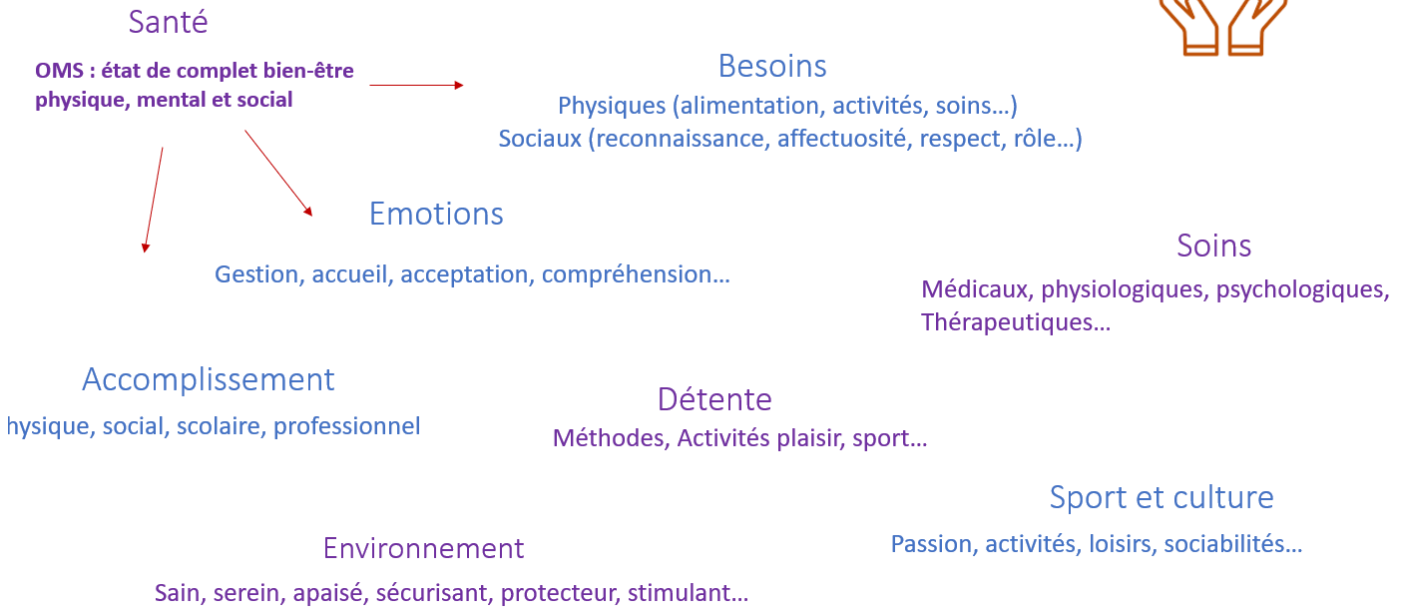 Santé
OMS : état de complet bien-être
physique, mental et social
Besoins
Physiques (alimentation, activités, soins…)
Sociaux (reconnaissance, affectuosité, respect, rôle…)
Emotions
Gestion, accueil, acceptation, compréhension…
Soins
Médicaux, physiologiques, psychologiques,
Thérapeutiques…
Accomplissement
hysique, social, scolaire, professionnel
Détente
Méthodes, Activités plaisir, sport…
Sport et culture
Passion, activités, loisirs, sociabilités…
Environnement
Sain, serein, apaisé, sécurisant, protecteur, stimulant…